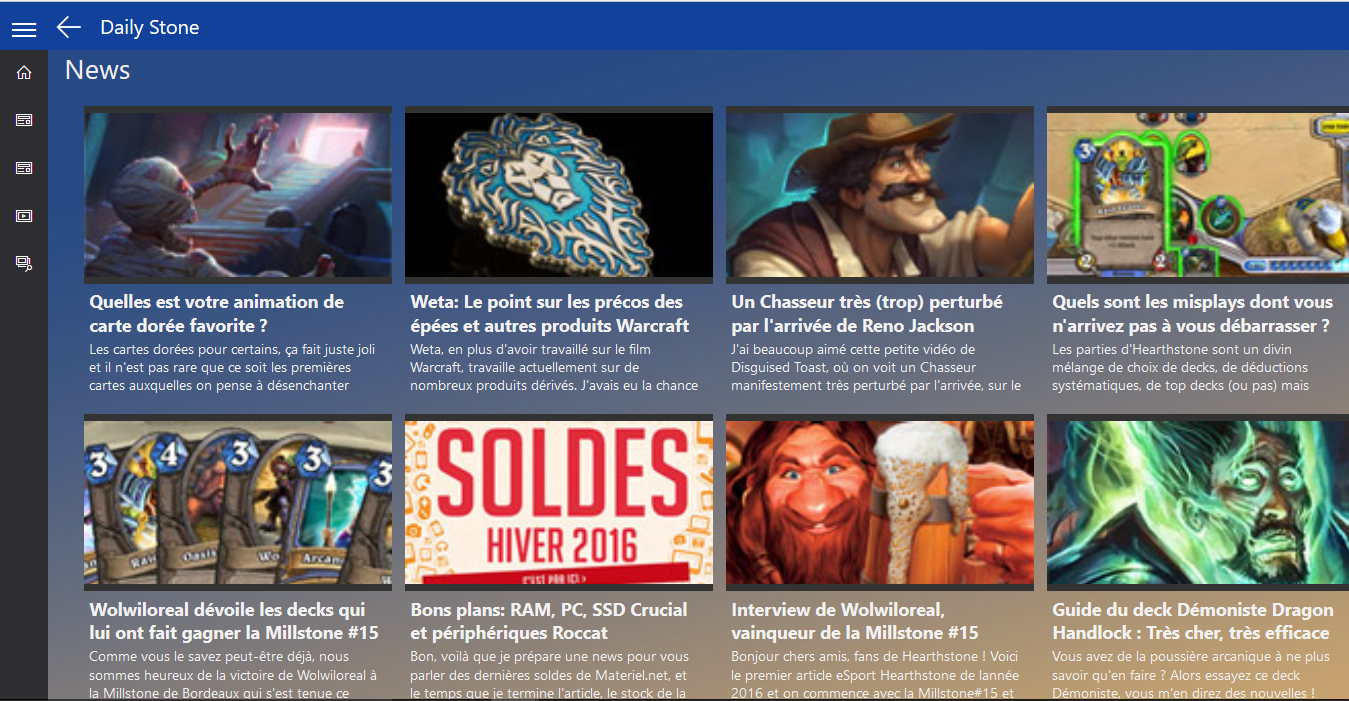 Daily Stone
News
Quelles est votre animation de
carte dorée favorite ?
Les cartes dorées pour certains, ça fait juste joli
et il n'est pas rare que ce soit les premières
cartes auxquelles on pense à désenchanter
Weta: Le point sur les précos des
épées et autres produits Warcraft
Weta, en plus d'avoir travaillé sur le film
Warcraft, travaille actuellement sur de
nombreux produits dérivés. J'avais eu la chance
Un Chasseur très (trop) perturbé
par l'arrivée de Reno Jackson
J'ai beaucoup aimé cette petite vidéo de
Disguised Toast, où on voit un Chasseur
manifestement très perturbé par l'arrivée, sur le
3
2
2
Quels sont les misplays dont vous
n'arrivez pas à vous débarrasser ?
Les parties d'Hearthstone sont un divin
mélange de choix de decks, de déductions
systématiques, de top decks (ou pas) mais
3
4
3
3
3
Raid
Oasis
Wo
Arcan
Wolwiloreal dévoile les decks qui
lui ont fait gagner la Millstone #15
Comme vous le savez peut-être déjà, nous
sommes heureux de la victoire de Wolwiloreal à
la Millstone de Bordeaux qui s'est tenue ce
SOLDES
HIVER 2016
C'EST PAR ICI >
Bons plans: RAM, PC, SSD Crucial
et périphériques Roccat
Bon, voilà que je prépare une news pour vous
parler des dernières soldes de Materiel.net, et
le temps que je termine l'article, le stock de la
Interview de Wolwiloreal,
vainqueur de la Millstone #15
Bonjour chers amis, fans de Hearthstone ! Voici
le premier article eSport Hearthstone de lannée
2016 et on commence avec la Millstone#15 et
Guide du deck Démoniste Dragon
Handlock : Très cher, très efficace
Vous avez de la poussière arcanique à ne plus
savoir qu'en faire ? Alors essayez ce deck
Démoniste, vous m'en direz des nouvelles !